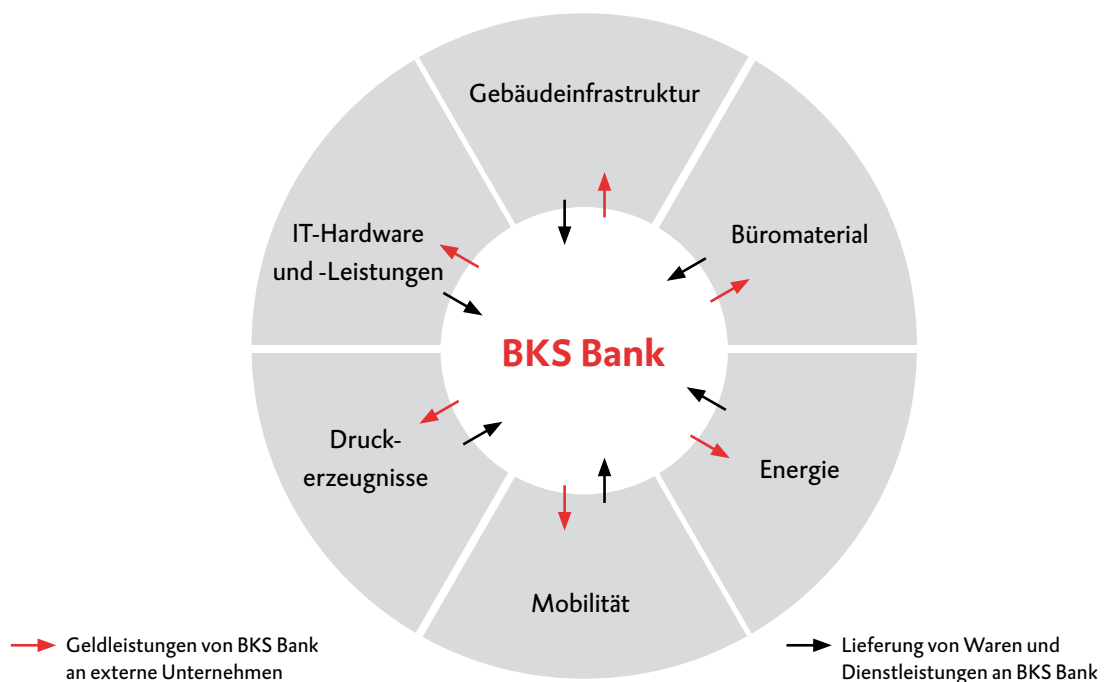 Gebäudeinfrastruktur
IT-Hardware
und -Leistungen
Büromaterial
BKS Bank
Druck-
erzeugnisse
Energie
Mobilität
Geldleistungen von BKS Bank
an externe Unternehmen
Lieferung von Waren und
Dienstleistungen an BKS Bank